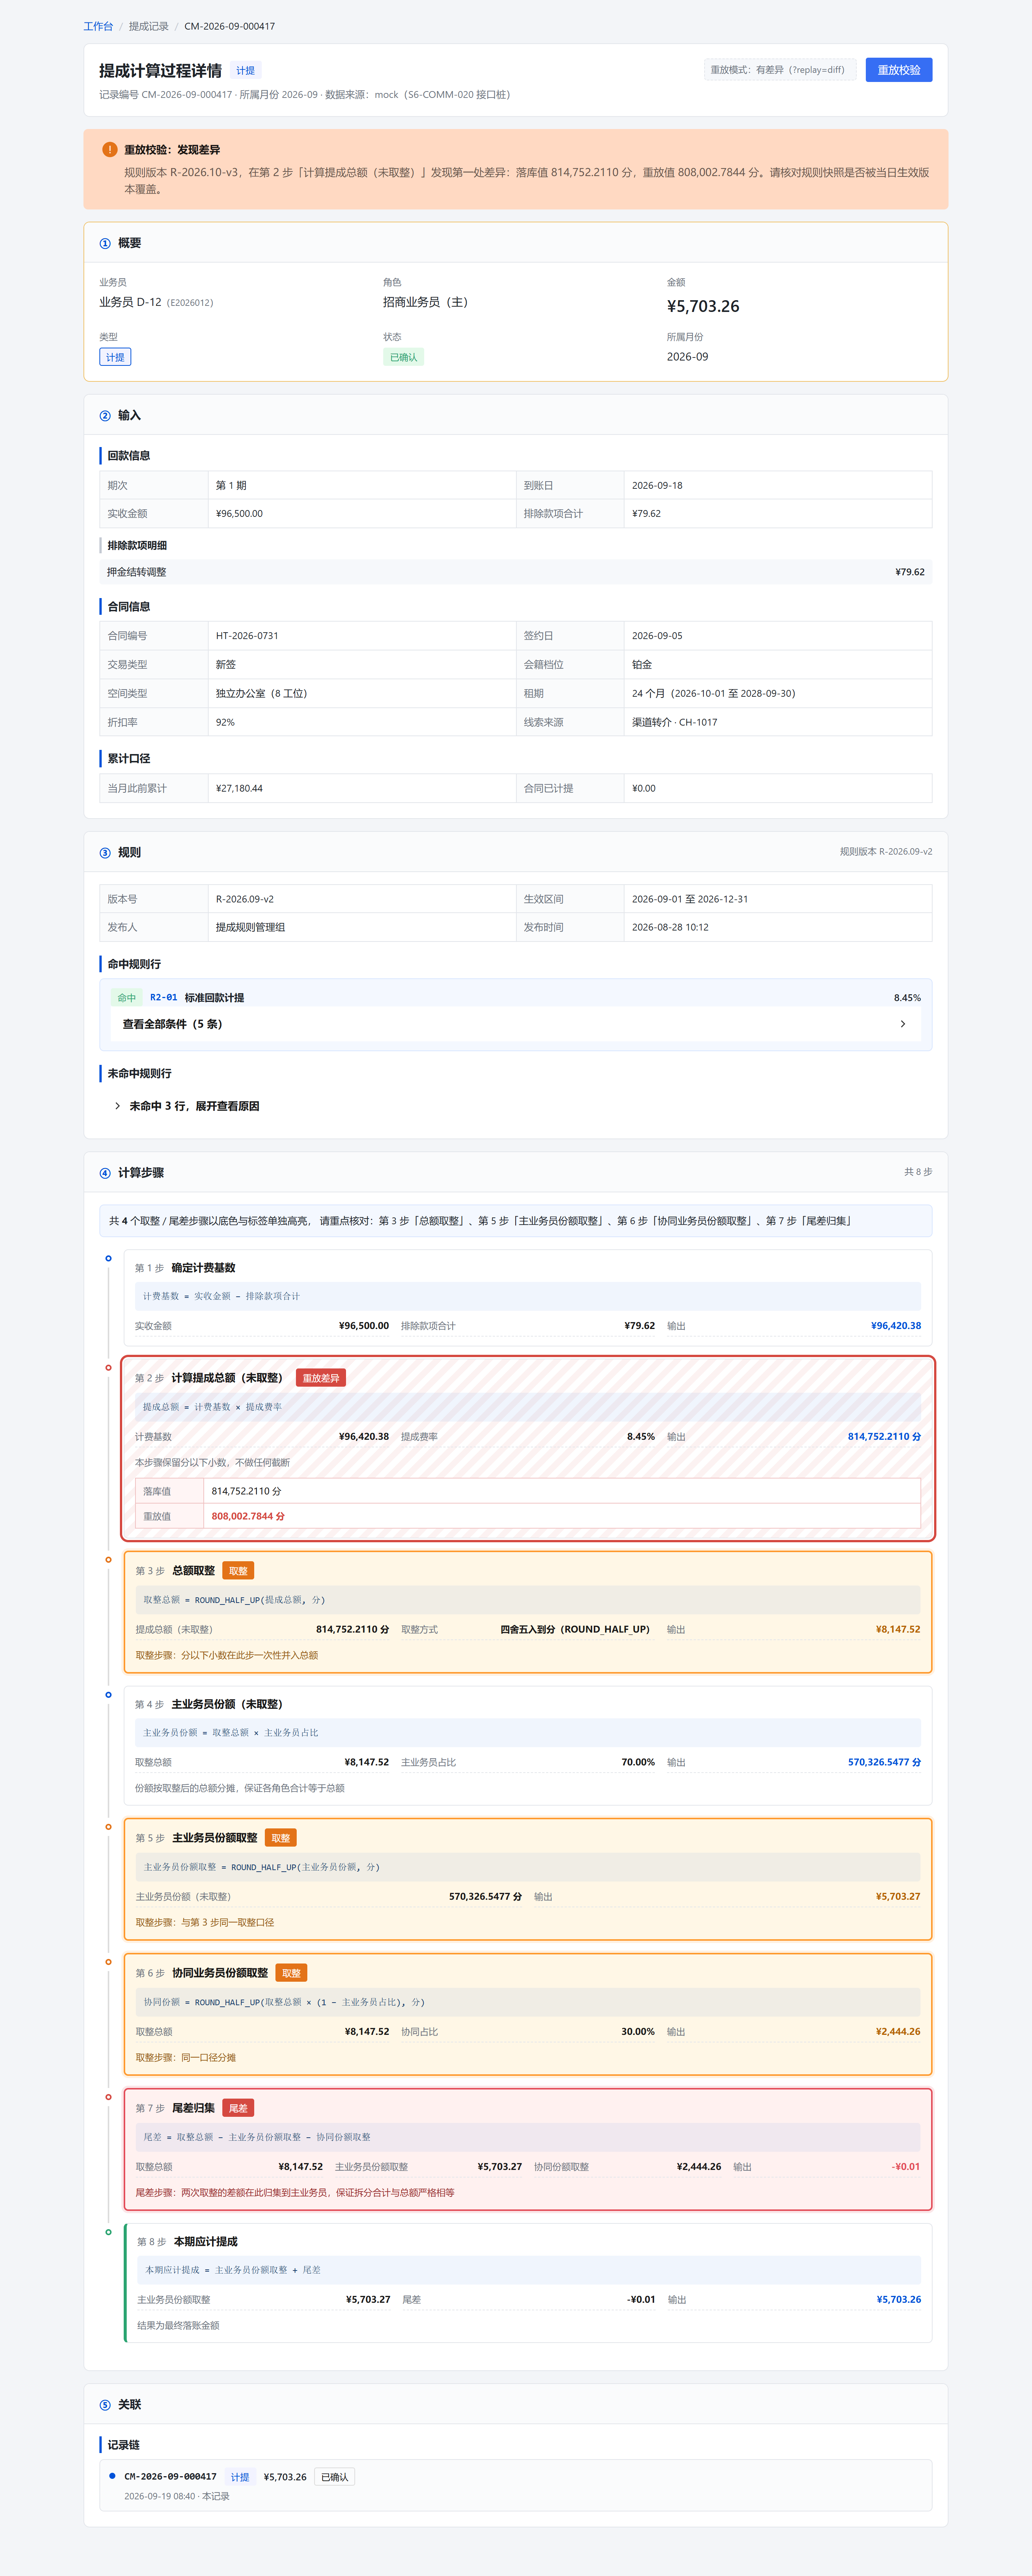 工作台 / 提成记录 / CM-2026-09-000417
提成计算过程详情 计提
重放模式：有差异（?replay=diff） 重放校验
记录编号 CM-2026-09-000417 · 所属月份 2026-09 · 数据来源：mock（S6-COMM-020 接口桩）
重放校验：发现差异
规则版本 R-2026.10-v3，在第 2 步「计算提成总额（未取整）」发现第一处差异：落库值 814,752.2110 分，重放值 808,002.7844 分。请核对规则快照是否被当日生效版
本覆盖。
① 概要
业务员 角色 金额
业务员 D-12（E2026012） 招商业务员（主） ¥5,703.26
类型 状态 所属月份
计提 已确认 2026-09
② 输入
回款信息
期次 第 1 期 到账日 2026-09-18
实收金额 ¥96,500.00 排除款项合计 ¥79.62
排除款项明细
押金结转调整 ¥79.62
合同信息
合同编号 HT-2026-0731 签约日 2026-09-05
交易类型 新签 会籍档位 铂金
空间类型 独立办公室（8 工位） 租期 24 个月（2026-10-01 至 2028-09-30）
折扣率 92% 线索来源 渠道转介 · CH-1017
累计口径
当月此前累计 ¥27,180.44 合同已计提 ¥0.00
③ 规则 规则版本 R-2026.09-v2
版本号 R-2026.09-v2 生效区间 2026-09-01 至 2026-12-31
发布人 提成规则管理组 发布时间 2026-08-28 10:12
命中规则行
命中 R2-01 标准回款计提 8.45%
查看全部条件（5 条）
未命中规则行
未命中 3 行，展开查看原因
④ 计算步骤 共 8 步
共 4 个取整 / 尾差步骤以底色与标签单独高亮， 请重点核对：第 3 步「总额取整」、第 5 步「主业务员份额取整」、第 6 步「协同业务员份额取整」、第 7 步「尾差归集」
第 1 步 确定计费基数
计费基数 = 实收金额 − 排除款项合计
实收金额 ¥96,500.00 排除款项合计 ¥79.62 输出 ¥96,420.38
第 2 步 计算提成总额（未取整） 重放差异
提成总额 = 计费基数 × 提成费率
计费基数 ¥96,420.38 提成费率 8.45% 输出 814,752.2110 分
本步骤保留分以下小数，不做任何截断
落库值 814,752.2110 分
重放值 808,002.7844 分
第 3 步 总额取整 取整
取整总额 = ROUND_HALF_UP(提成总额, 分)
提成总额（未取整） 814,752.2110 分 取整方式 四舍五入到分（ROUND_HALF_UP） 输出 ¥8,147.52
取整步骤：分以下小数在此步一次性并入总额
第 4 步 主业务员份额（未取整）
主业务员份额 = 取整总额 × 主业务员占比
取整总额 ¥8,147.52 主业务员占比 70.00% 输出 570,326.5477 分
份额按取整后的总额分摊，保证各角色合计等于总额
第 5 步 主业务员份额取整 取整
主业务员份额取整 = ROUND_HALF_UP(主业务员份额, 分)
主业务员份额（未取整） 570,326.5477 分 输出 ¥5,703.27
取整步骤：与第 3 步同一取整口径
第 6 步 协同业务员份额取整 取整
协同份额 = ROUND_HALF_UP(取整总额 × (1 − 主业务员占比), 分)
取整总额 ¥8,147.52 协同占比 30.00% 输出 ¥2,444.26
取整步骤：同一口径分摊
第 7 步 尾差归集 尾差
尾差 = 取整总额 − 主业务员份额取整 − 协同份额取整
取整总额 ¥8,147.52 主业务员份额取整 ¥5,703.27 协同份额取整 ¥2,444.26 输出 -¥0.01
尾差步骤：两次取整的差额在此归集到主业务员，保证拆分合计与总额严格相等
第 8 步 本期应计提成
本期应计提成 = 主业务员份额取整 + 尾差
主业务员份额取整 ¥5,703.27 尾差 -¥0.01 输出 ¥5,703.26
结果为最终落账金额
⑤ 关联
记录链
CM-2026-09-000417 计提 ¥5,703.26 已确认
2026-09-19 08:40 · 本记录